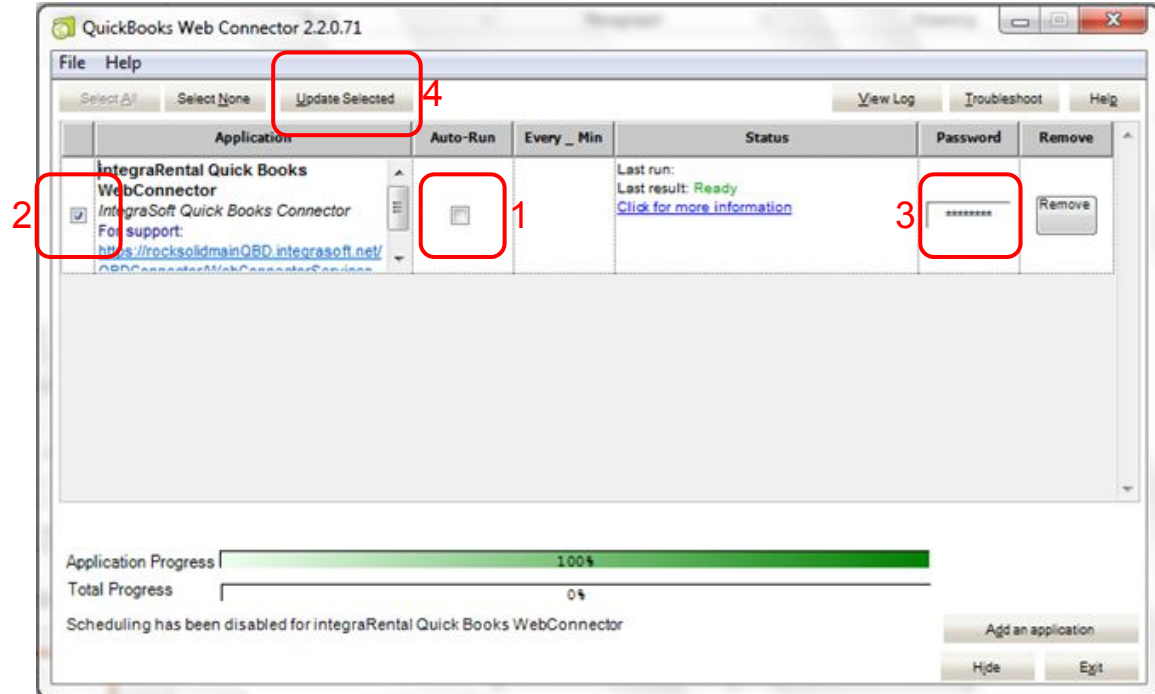 QuickBooks Web Connector 2.2.0.71
File Help
Select All Select None Update Selected 4 View Log Troubleshoot Help
Application Auto-Run Every _ Min Status Password Remove
integraRental Quick Books
WebConnector
IntegraSoft Quick Books Connector
For support:
https://rocksolidmainQBD.integrasoft.net/
QBDConnector/WebConnectorServices
2
1
Last run:
Last result: Ready
Click for more information
3
********
Remove
Application Progress 100%
Total Progress 0%
Scheduling has been disabled for integraRental Quick Books WebConnector
Add an application
Hide Exit